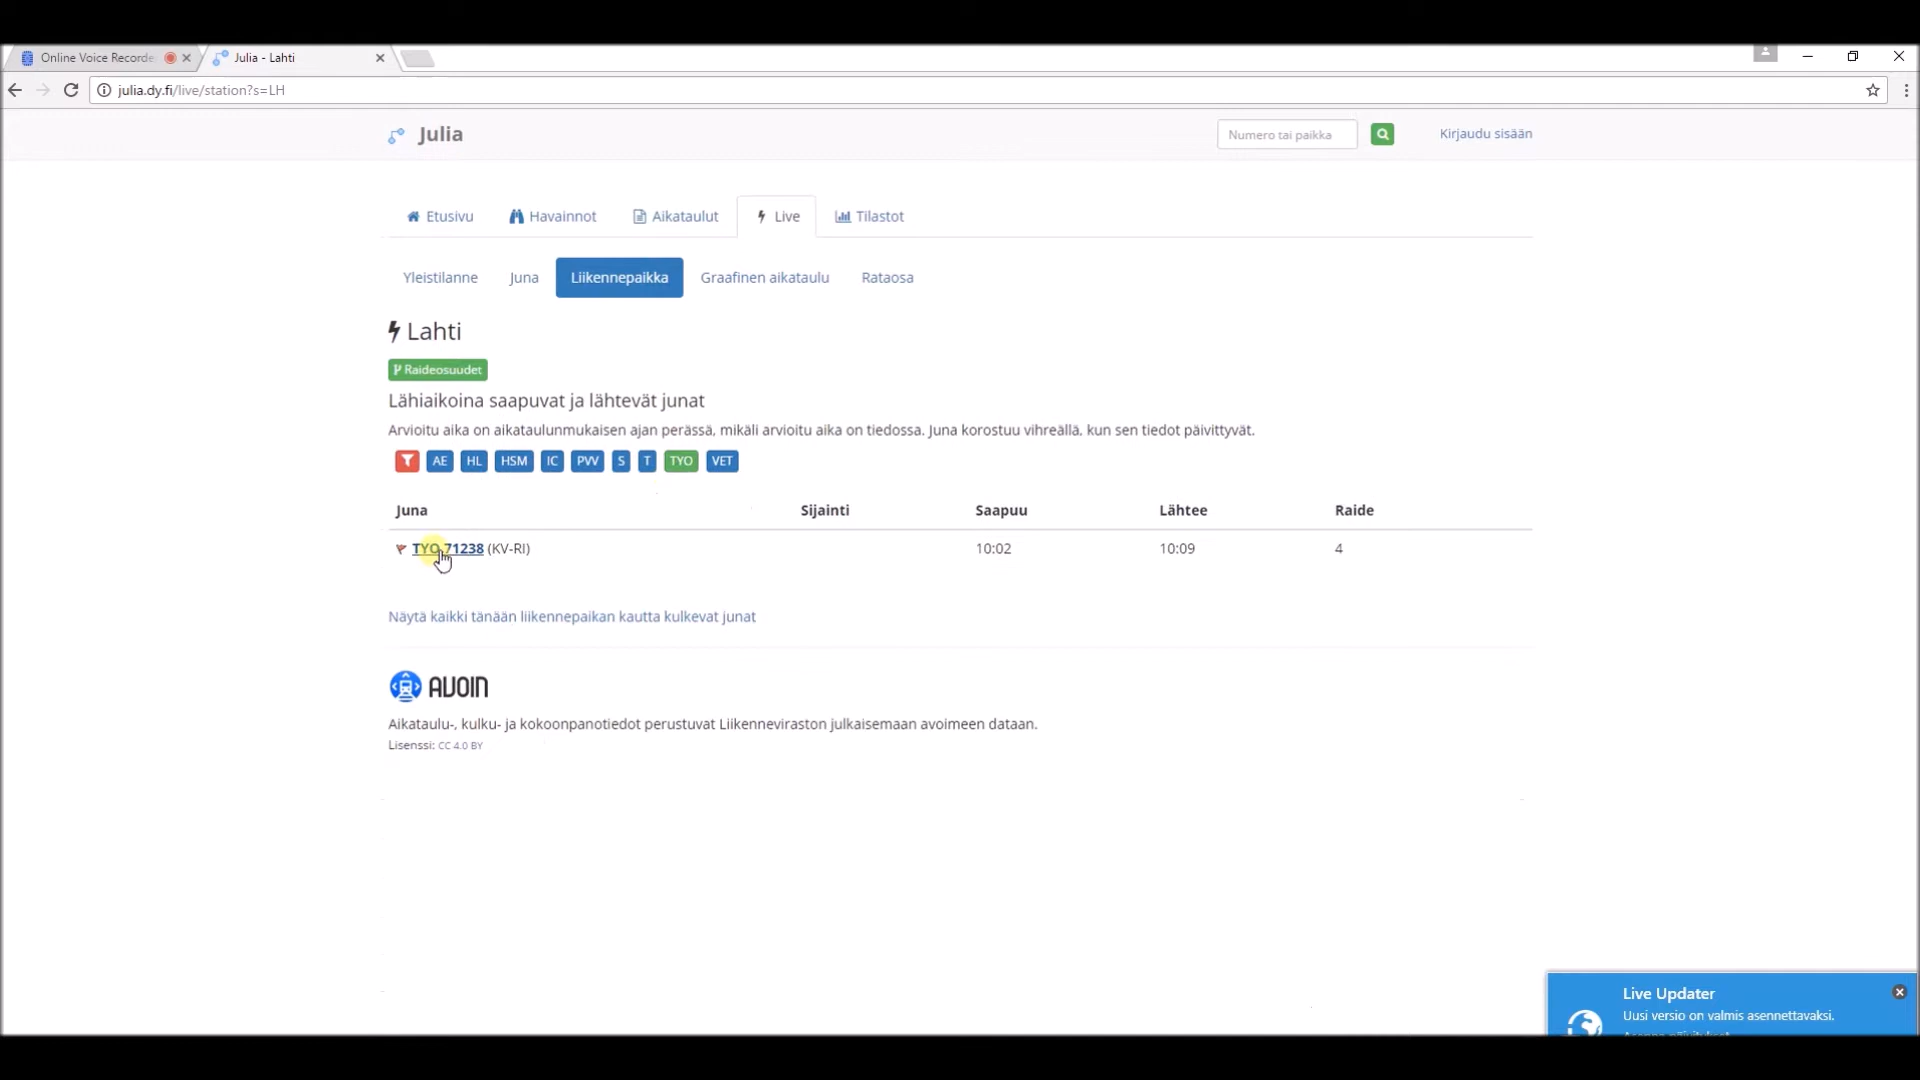 Online Voice Recorde
Julia - Lahti
julia.dy.fi/live/station?s=LH
Julia
Numero tai paikka
Kirjaudu sisään
Etusivu
Havainnot
Aikataulut
Live
Tilastot
Yleistilanne
Juna
Liikennepaikka
Graafinen aikataulu
Rataosa
Lahti
Raideosuudet
Lähiaikoina saapuvat ja lähtevät junat
Arvioitu aika on aikataulunmukaisen ajan perässä, mikäli arvioitu aika on tiedossa. Juna korostuu vihreällä, kun sen tiedot päivittyvät.
AE HL HSM IC PVV S T TYO VET
Juna Sijainti Saapuu Lähtee Raide
TYO 71238 (KV-RI) 10:02 10:09 4
Näytä kaikki tänään liikennepaikan kautta kulkevat junat
AVOIN
Aikataulu-, kulku- ja kokoonpanotiedot perustuvat Liikenneviraston julkaisemaan avoimeen dataan.
Lisenssi: CC 4.0 BY
Live Updater
Uusi versio on valmis asennettavaksi.